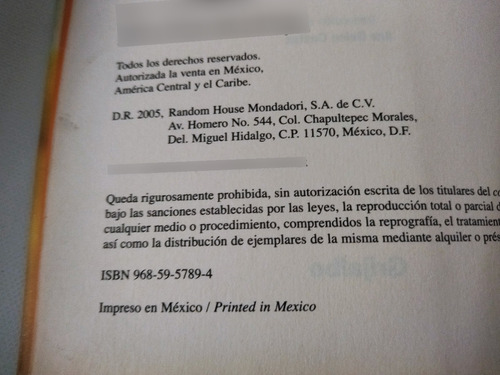 Todos los derechos reservados.
Autorizada la venta en México,
América Central y el Caribe.
D.R. 2005, Random House Mondadori, S.A. de C.V.
Av. Homero No. 544, Col. Chapultepec Morales,
Del. Miguel Hidalgo, C.P. 11570, México, D.F.
Queda rigurosamente prohibida, sin autorización escrita de los titulares del
bajo las sanciones establecidas por las leyes, la reproducción total o parcial
cualquier medio o procedimiento, comprendidos la reprografía, el
así como la distribución de ejemplares de la misma mediante alquiler o
ISBN 968-59-5789-4
Impreso en México / Printed in Mexico